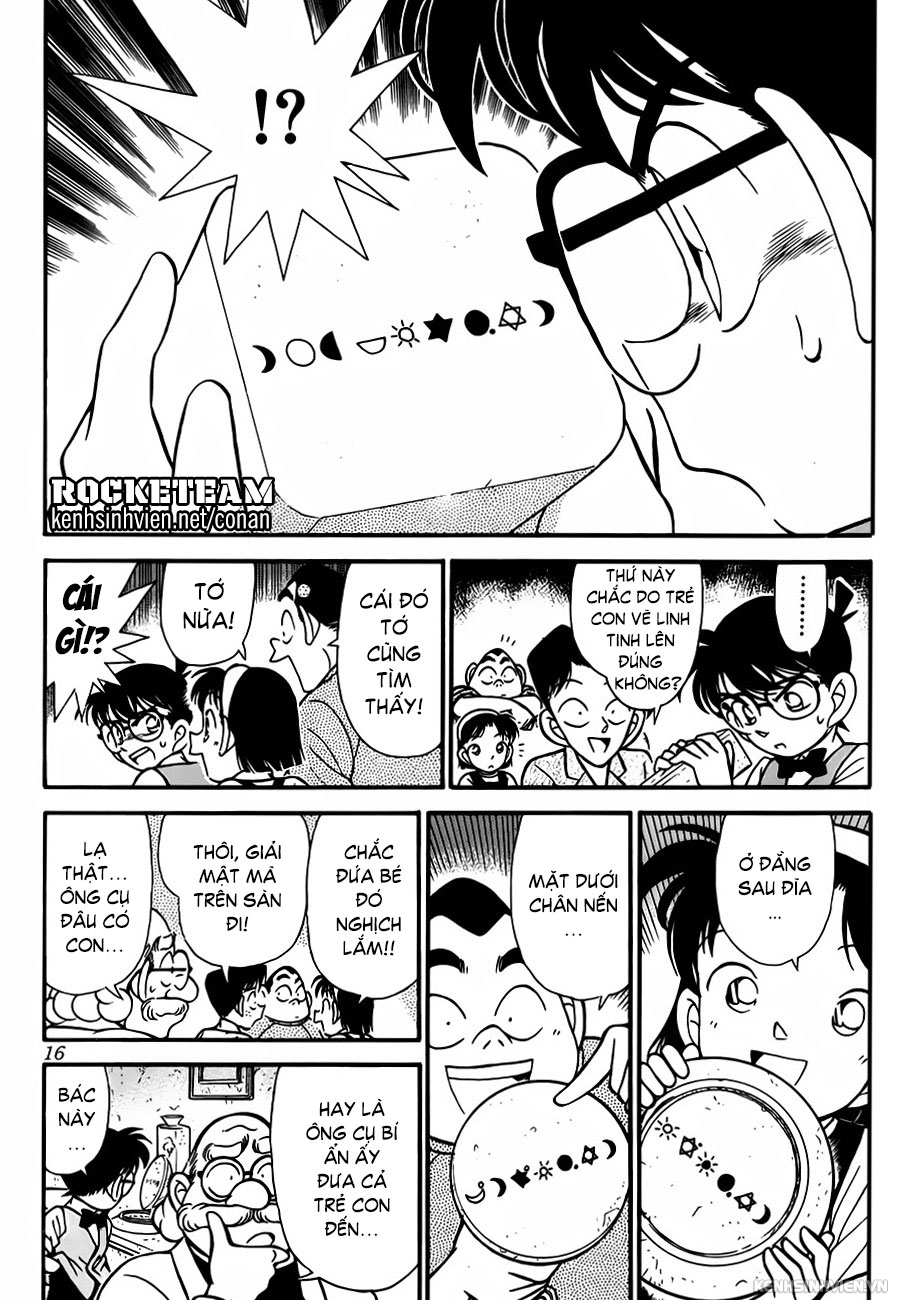 !?
ROCKETEAM
kenhsinhvien.net/conan
.........
THỨ NÀY
CHẮC DO TRẺ
CON VẼ LINH
TINH LÊN
ĐÚNG
KHÔNG?
CÁI ĐÓ
TỚ
CŨNG
TÌM
THẤY!
TỚ
NỮA!
CÁI
GÌ!?
Ở ĐẰNG
SAU ĐĨA
...
MẶT DƯỚI
CHÂN NẾN
...
CHẮC
ĐỨA BÉ
ĐÓ
NGHỊCH
LẮM!!
THÔI, GIẢI
MẬT MÃ
TRÊN SÀN
ĐI!
LẠ
THẬT...
ÔNG CỤ
ĐÂU CÓ
CON...
16
HAY LÀ
ÔNG CỤ BÍ
ẨN ẤY
ĐƯA CẢ
TRẺ CON
ĐẾN...
BÁC
NÀY
...
KENHSINHVIEN.VN